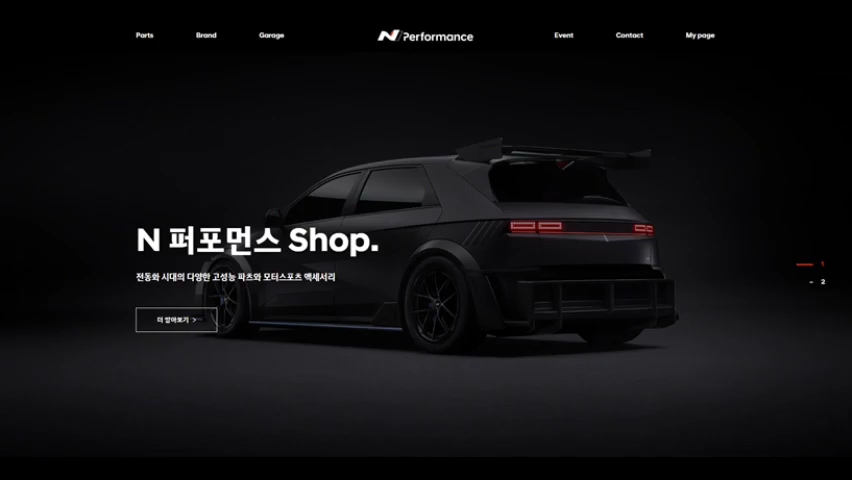 Parts
Brand
Garage
N Performance
Event
Contact
My page
N 퍼포먼스 Shop.
전동화 시대의 다양한 고성능 파츠와 모터스포츠 액세서리
더 알아보기 >
1
2